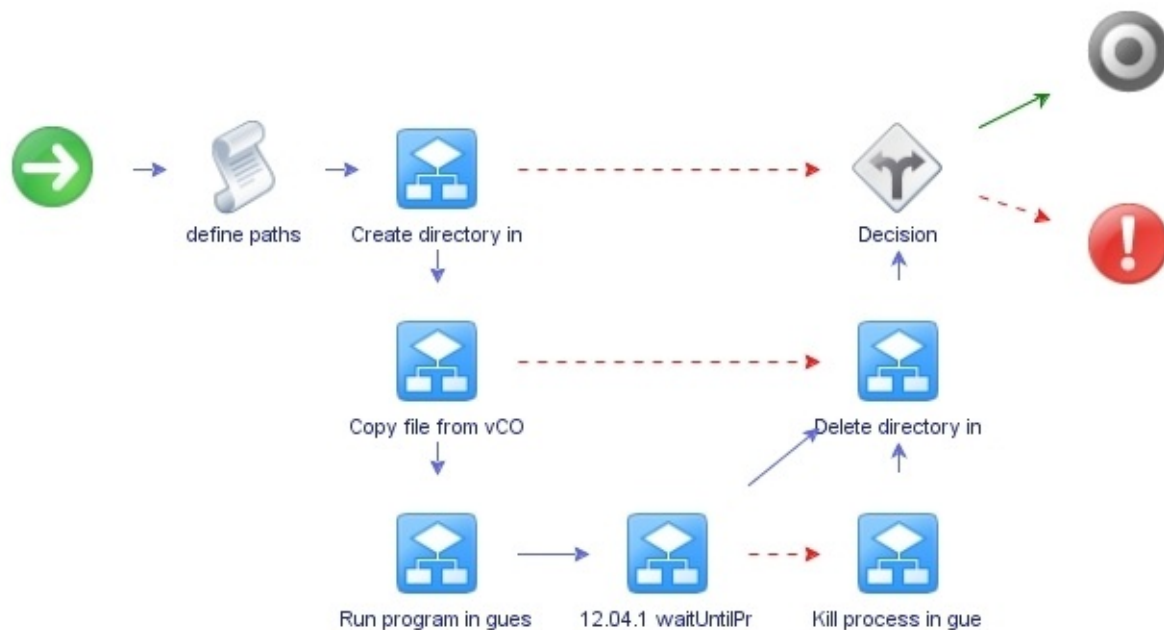 define paths
Create directory in
Decision
Copy file from vCO
Delete directory in
Run program in gues
12.04.1 waitUntilPr
Kill process in gue